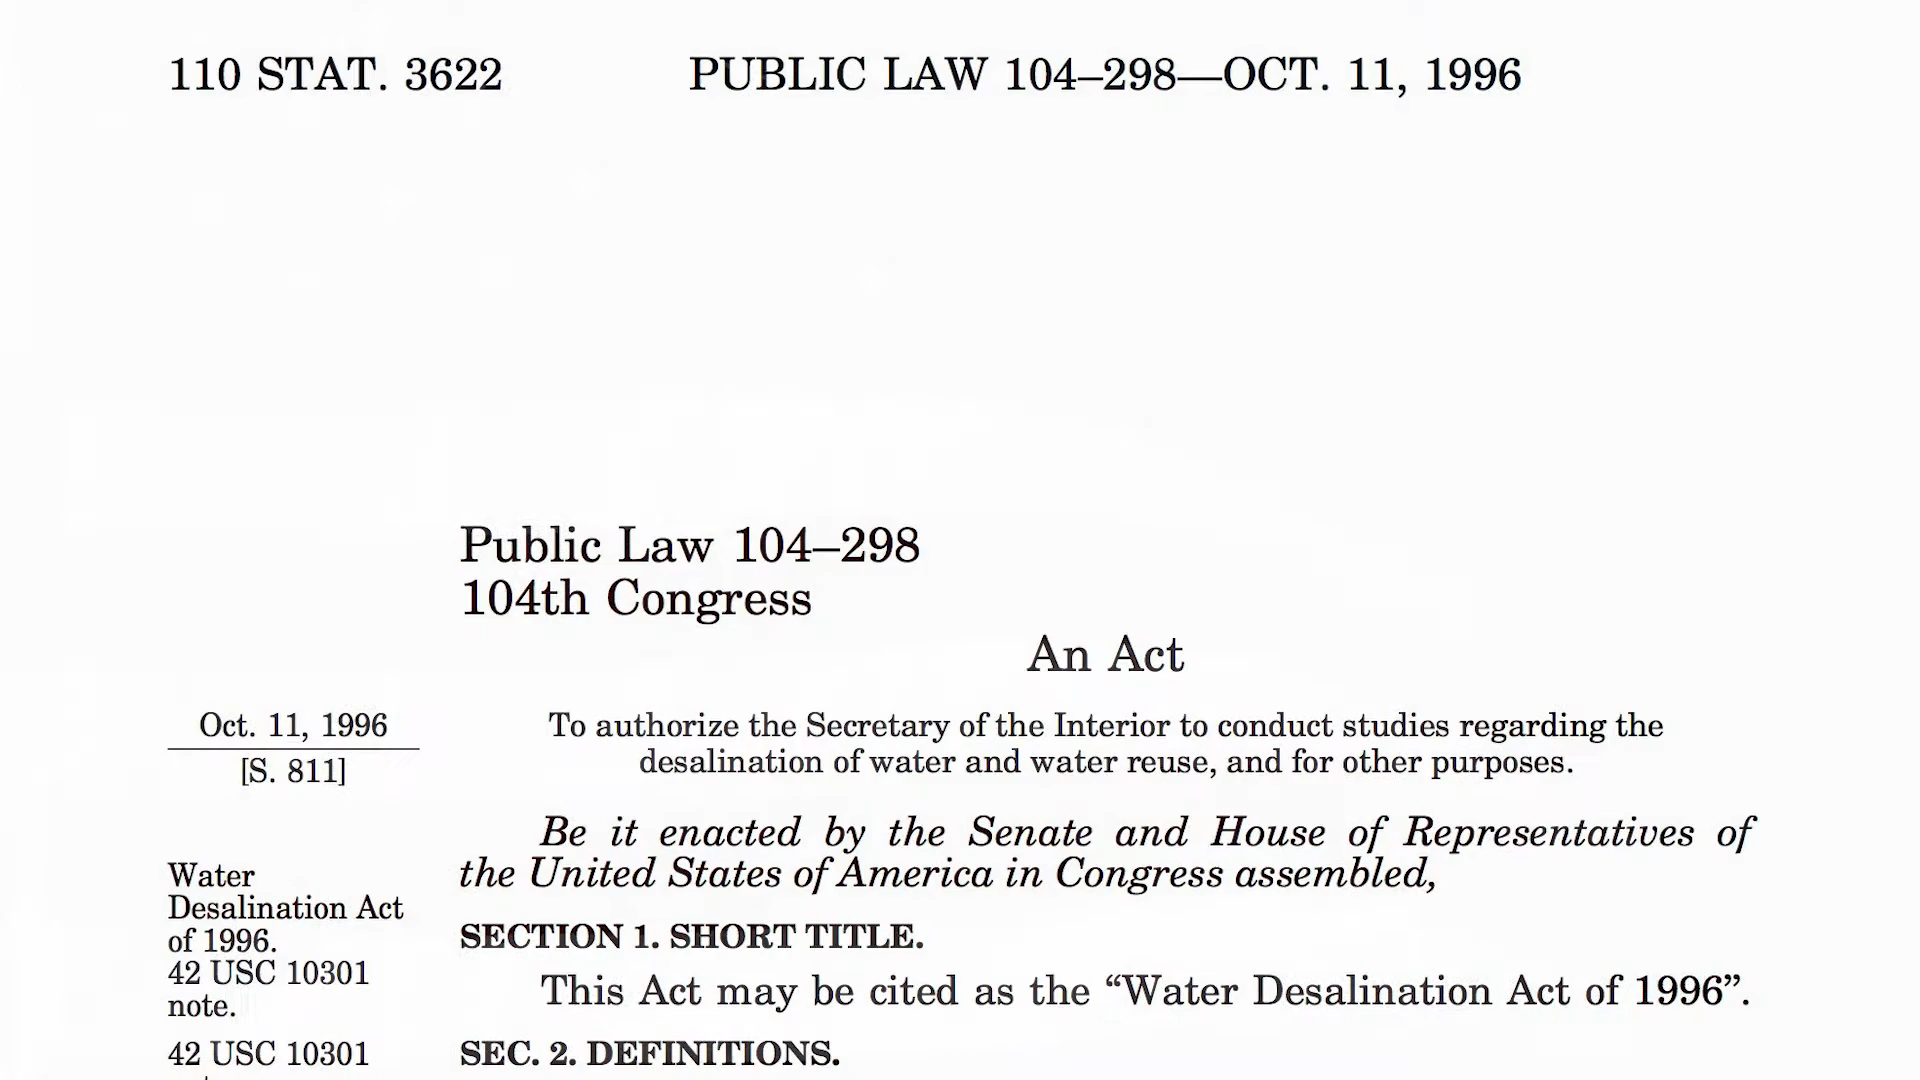 110 STAT. 3622
PUBLIC LAW 104–298—OCT. 11, 1996
Public Law 104–298
104th Congress
An Act
Oct. 11, 1996
[S. 811]
To authorize the Secretary of the Interior to conduct studies regarding the
desalination of water and water reuse, and for other purposes.
Be it enacted by the Senate and House of Representatives of
the United States of America in Congress assembled,
Water
Desalination Act
of 1996.
42 USC 10301
note.
SECTION 1. SHORT TITLE.
This Act may be cited as the “Water Desalination Act of 1996”.
42 USC 10301
SEC. 2. DEFINITIONS.